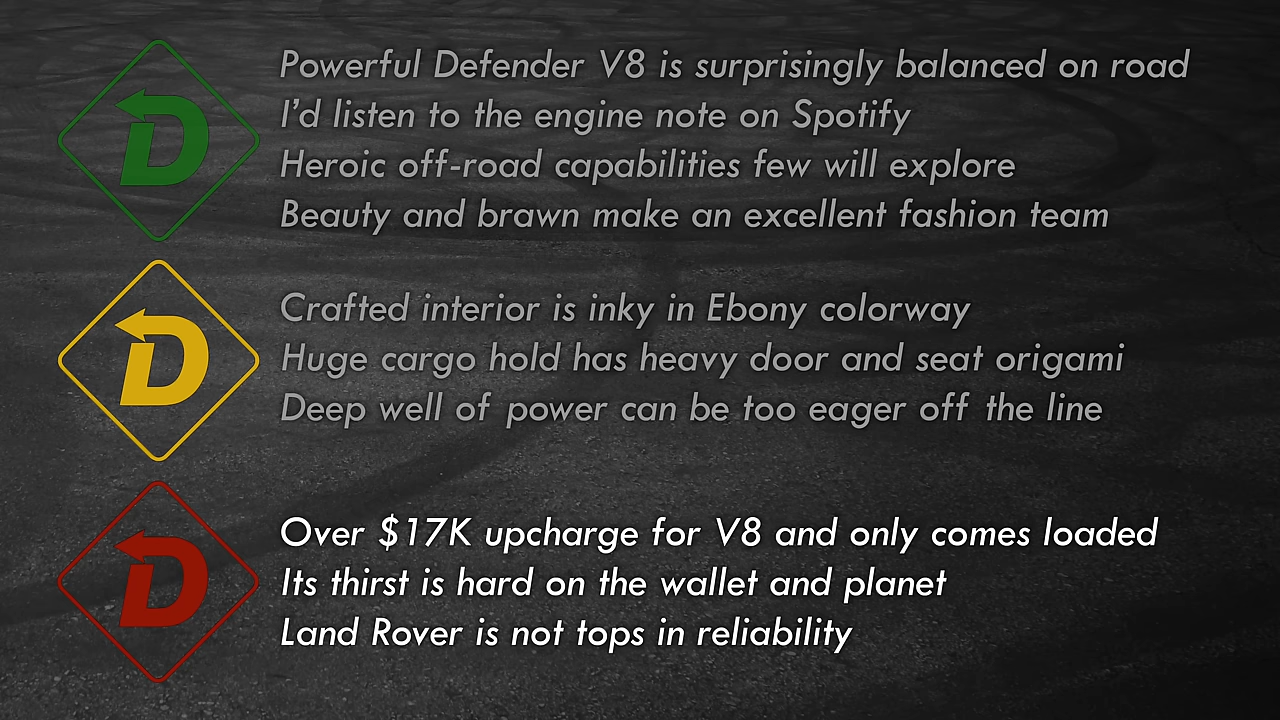 Powerful Defender V8 is surprisingly balanced on road
I'd listen to the engine note on Spotify
Heroic off-road capabilities few will explore
Beauty and brawn make an excellent fashion team
D
Crafted interior is inky in Ebony colorway
Huge cargo hold has heavy door and seat origami
Deep well of power can be too eager off the line
D
Over $17K upcharge for V8 and only comes loaded
Its thirst is hard on the wallet and planet
Land Rover is not tops in reliability
D